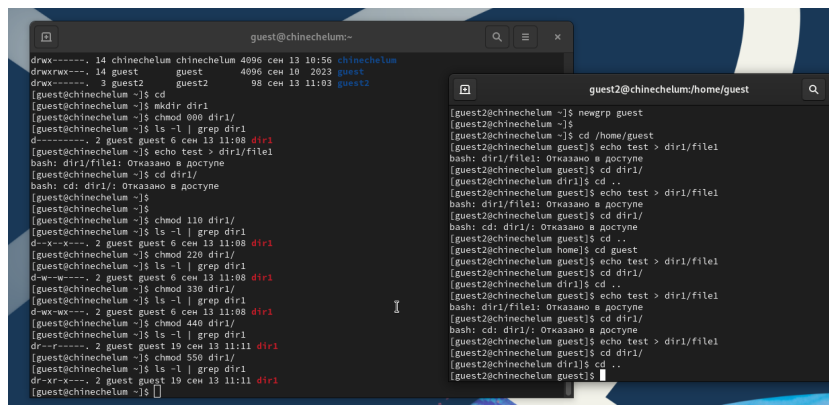 guest@chinechelum:~
drwx------. 14 chinechelum chinechelum 4096 сен 13 10:56 chinechelum
drwxrwx---. 14 guest guest 4096 сен 10 2023 guest
drwx------. 3 guest2 guest2 98 сен 13 11:03 guest2
[guest@chinechelum ~]$ cd
[guest@chinechelum ~]$ mkdir dir1
[guest@chinechelum ~]$ chmod 000 dir1/
[guest@chinechelum ~]$ ls -l | grep dir1
d---------. 2 guest guest 6 сен 13 11:08 dir1
[guest@chinechelum ~]$ echo test > dir1/file1
bash: dir1/file1: Отказано в доступе
[guest@chinechelum ~]$ cd dir1/
bash: cd: dir1/: Отказано в доступе
[guest@chinechelum ~]$
[guest@chinechelum ~]$
[guest@chinechelum ~]$ chmod 110 dir1/
[guest@chinechelum ~]$ ls -l | grep dir1
d--x--x---. 2 guest guest 6 сен 13 11:08 dir1
[guest@chinechelum ~]$ chmod 220 dir1/
[guest@chinechelum ~]$ ls -l | grep dir1
d-w--w----. 2 guest guest 6 сен 13 11:08 dir1
[guest@chinechelum ~]$ chmod 330 dir1/
[guest@chinechelum ~]$ ls -l | grep dir1
d-wx-wx---. 2 guest guest 6 сен 13 11:08 dir1
[guest@chinechelum ~]$ chmod 440 dir1/
[guest@chinechelum ~]$ ls -l | grep dir1
dr--r-----. 2 guest guest 19 сен 13 11:11 dir1
[guest@chinechelum ~]$ chmod 550 dir1/
[guest@chinechelum ~]$ ls -l | grep dir1
dr-xr-x---. 2 guest guest 19 сен 13 11:11 dir1
[guest@chinechelum ~]$
guest2@chinechelum:/home/guest
[guest2@chinechelum ~]$ newgrp guest
[guest2@chinechelum ~]$
[guest2@chinechelum ~]$ cd /home/guest
[guest2@chinechelum guest]$ echo test > dir1/file1
bash: dir1/file1: Отказано в доступе
[guest2@chinechelum guest]$ cd dir1/
[guest2@chinechelum dir1]$ cd ..
[guest2@chinechelum guest]$ echo test > dir1/file1
bash: dir1/file1: Отказано в доступе
[guest2@chinechelum guest]$ cd dir1/
bash: cd: dir1/: Отказано в доступе
[guest2@chinechelum guest]$ cd ..
[guest2@chinechelum home]$ cd guest
[guest2@chinechelum guest]$ echo test > dir1/file1
[guest2@chinechelum guest]$ cd dir1/
[guest2@chinechelum dir1]$ cd ..
[guest2@chinechelum guest]$ echo test > dir1/file1
bash: dir1/file1: Отказано в доступе
[guest2@chinechelum guest]$ cd dir1/
bash: cd: dir1/: Отказано в доступе
[guest2@chinechelum guest]$ echo test > dir1/file1
[guest2@chinechelum guest]$ cd dir1/
[guest2@chinechelum dir1]$ cd ..
[guest2@chinechelum guest]$